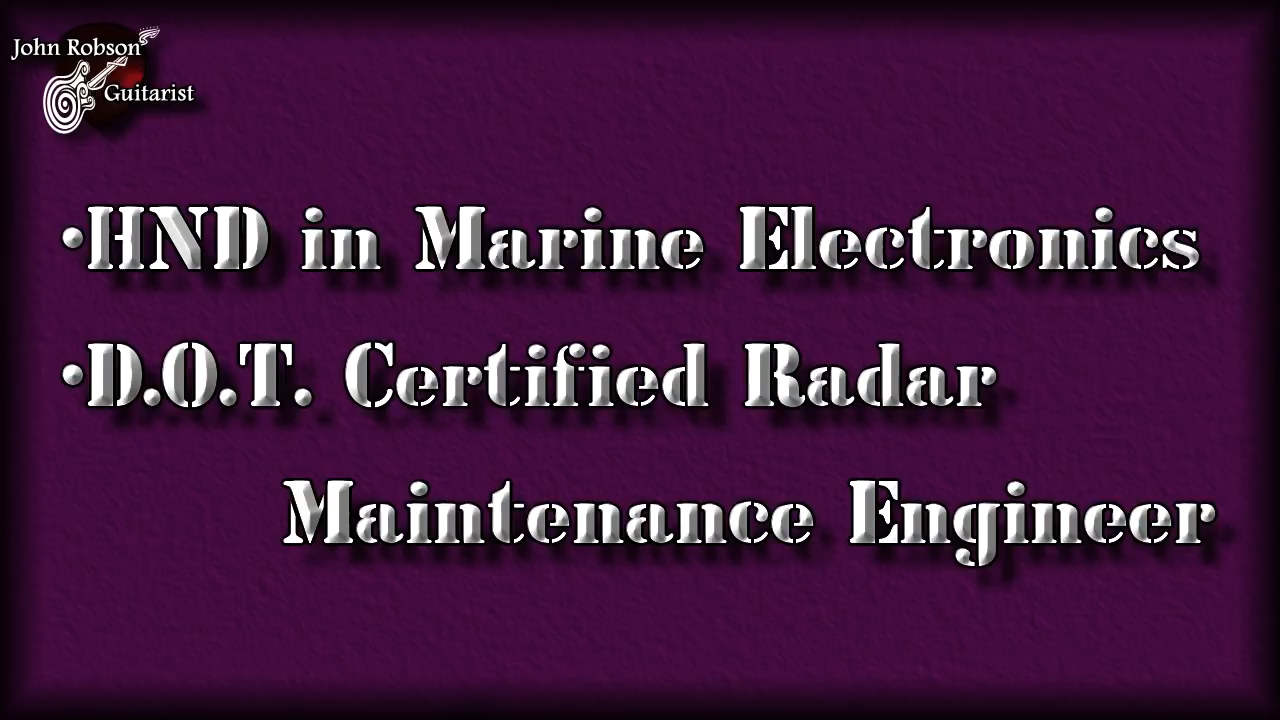 John Robson
Guitarist
•HND in Marine Electronics
•D.O.T. Certified Radar
Maintenance Engineer